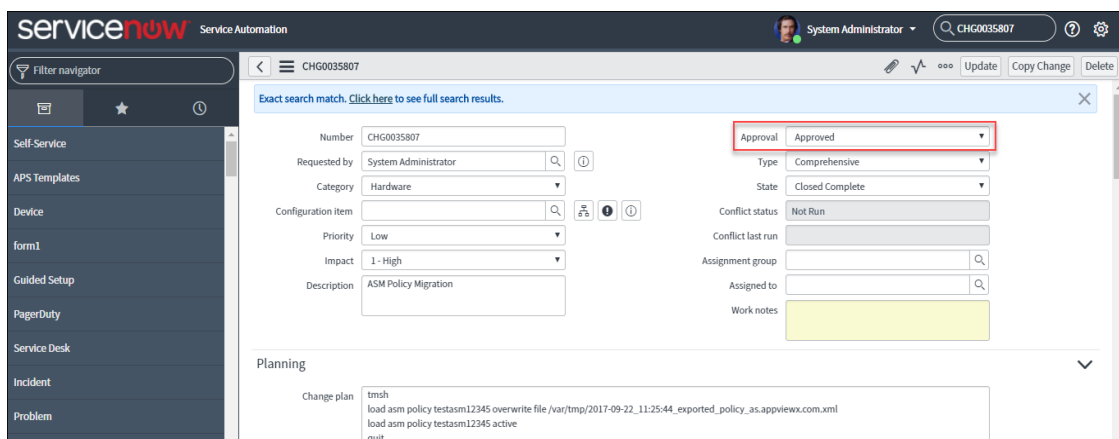 servicenow Service Automation
System Administrator
CHG0035807
Filter navigator
CHG0035807
Update
Copy Change
Delete
Exact search match. Click here to see full search results.
Self-Service
APS Templates
Device
form1
Guided Setup
PagerDuty
Service Desk
Incident
Problem
Number CHG0035807
Requested by System Administrator
Category Hardware
Configuration item
Priority Low
Impact 1 - High
Description ASM Policy Migration
Approval Approved
Type Comprehensive
State Closed Complete
Conflict status Not Run
Conflict last run
Assignment group
Assigned to
Work notes
Planning
Change plan tmsh
load asm policy testasm12345 overwrite file /var/tmp/2017-09-22_11:25:44_exported_policy_as.appviewx.com.xml
load asm policy testasm12345 active
quit